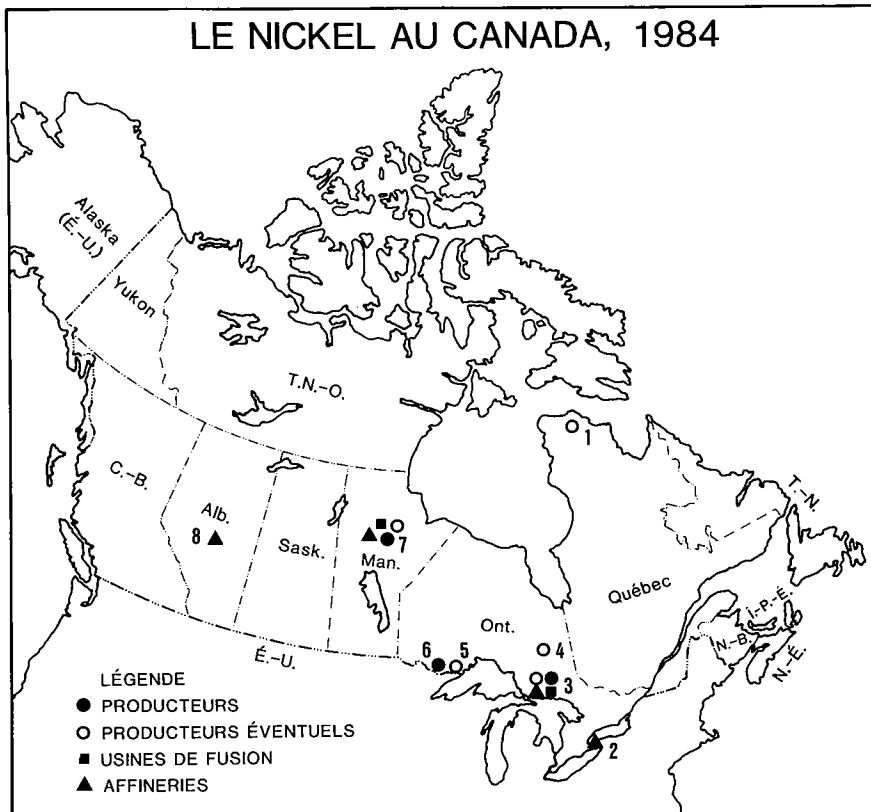 LE NICKEL AU CANADA, 1984
Alaska
(É.-U.)
Yukon
T.N.-O.
1
C.-B.
Alb.
8
Sask.
7
Man.
T.-N.
Québec
Î.-P.-É.
N.-B.
N.-É.
Ont.
6
5
4
É.-U.
3
2
LÉGENDE
PRODUCTEURS
PRODUCTEURS ÉVENTUELS
USINES DE FUSION
AFFINERIES